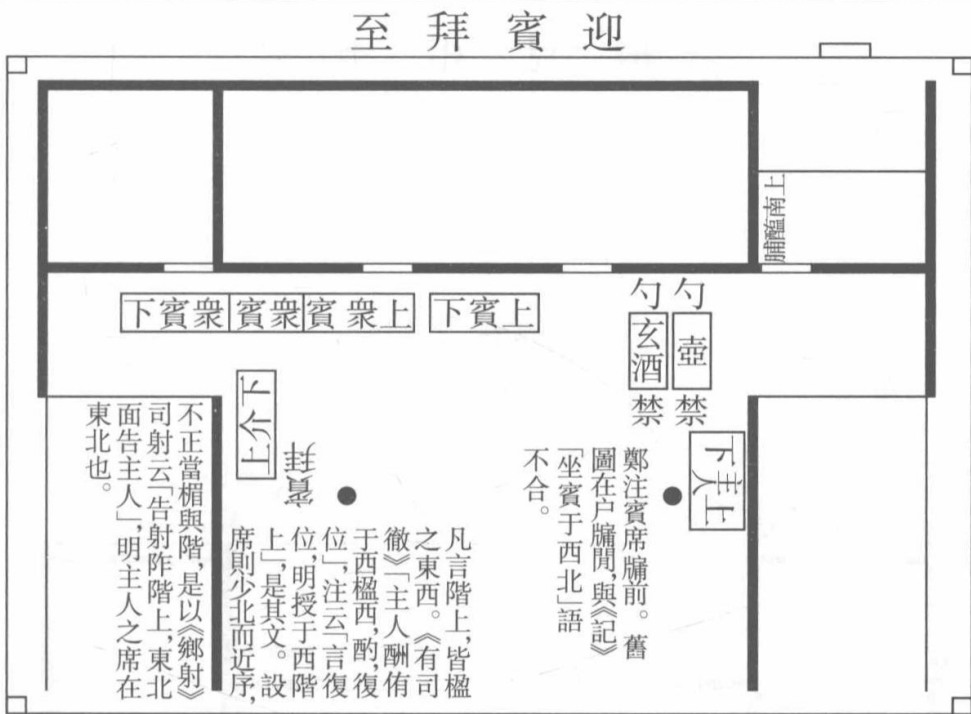 迎賓拜至
脯醢南上
勺
壺
禁
勺
玄酒
禁
上賓下
上衆賓
衆賓
衆賓下
上主人下
上介下
賓拜
鄭注賓席牖前。舊
圖在户牖閒,與《記》
「坐賓于西北」語
不合。
凡言階上,皆楹
之東西。《有司
徹》「主人酬侑
于西楹西,酌,復
位」,注云「言復
位,明授于西階
上」,是其文。設
席則少北而近序,
不正當楣與階,是以《鄉射》
司射云「告射阼階上,東北
面告主人」,明主人之席在
東北也。